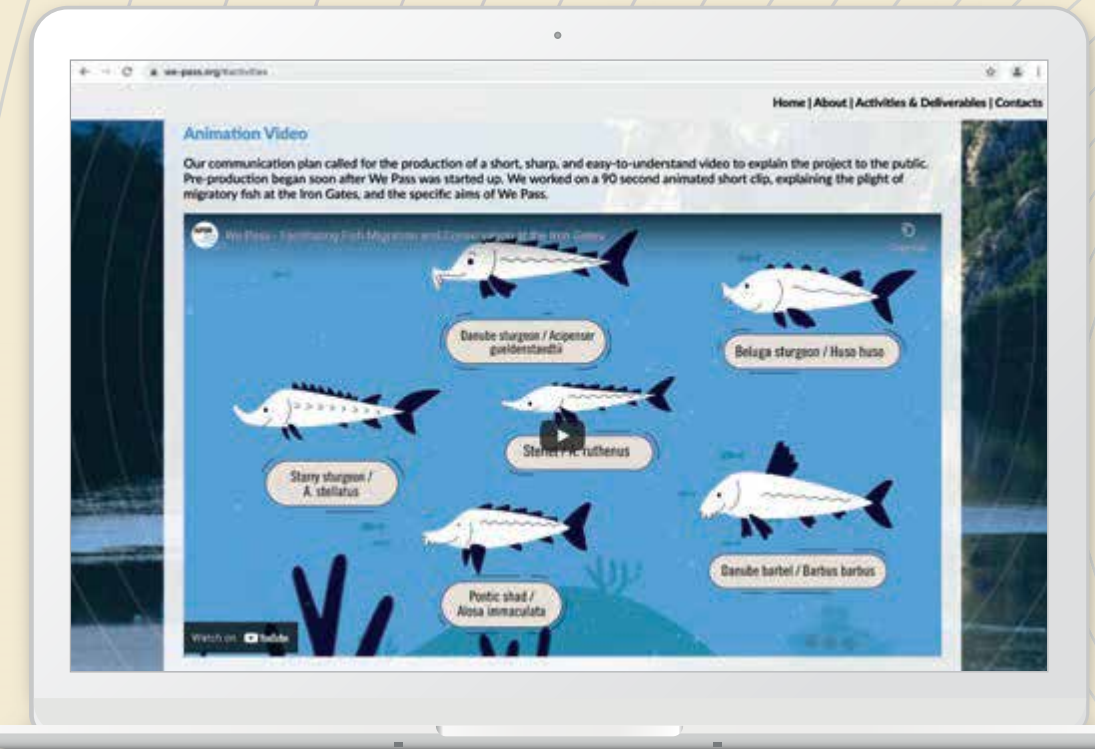 we-pass.org/#activities
Home | About | Activities & Deliverables | Contacts
Animation Video
Our communication plan called for the production of a short, sharp, and easy-to-understand video to explain the project to the public.
Pre-production began soon after We Pass was started up. We worked on a 90 second animated short clip, explaining the plight of
migratory fish at the Iron Gates, and the specific aims of We Pass.
We Pass - Facilitating Fish Migration and Conservation at the Iron Gates
Danube sturgeon / Acipenser
gueldenstaedtii
Beluga sturgeon / Huso huso
Starry sturgeon /
A. stellatus
Sterlet / A. ruthenus
Pontic shad /
Alosa immaculata
Danube barbel / Barbus barbus
Watch on YouTube